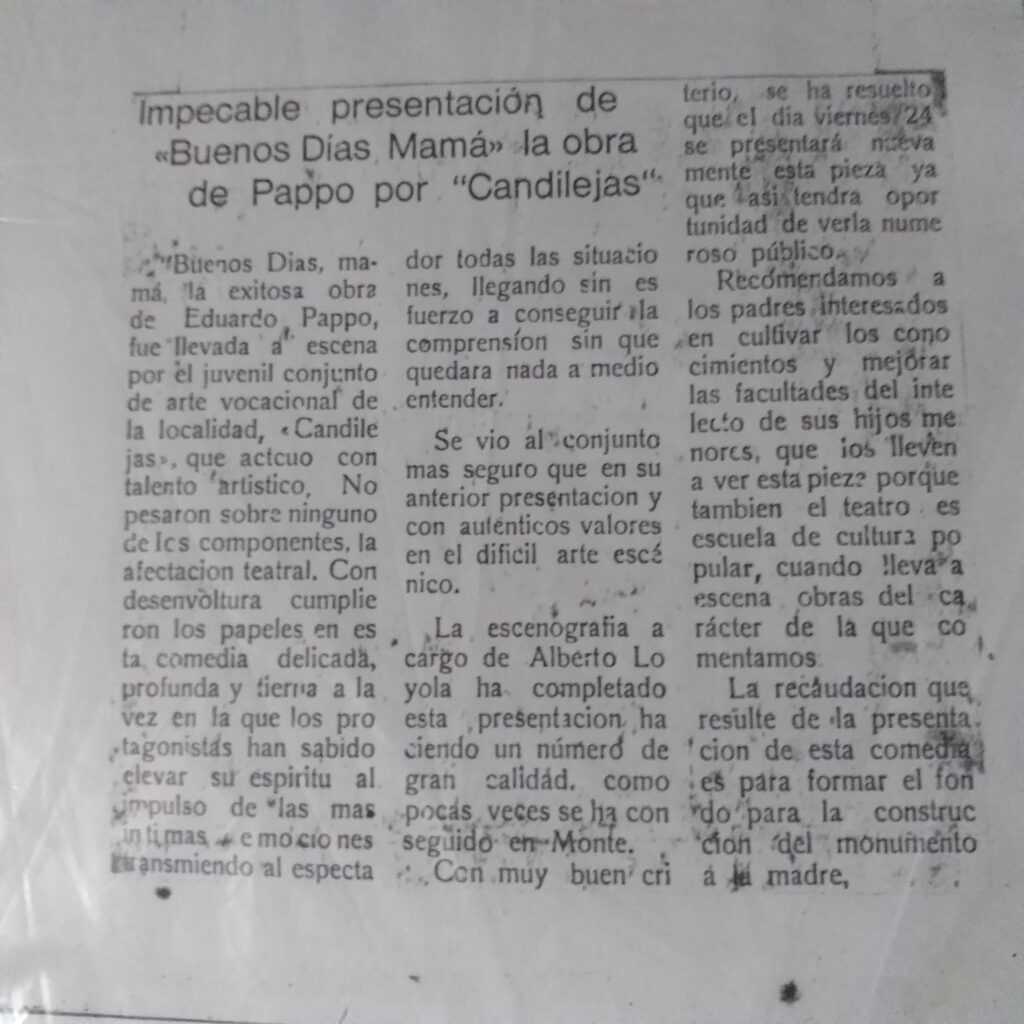 Impecable presentación de
«Buenos Días Mamá» la obra
de Pappo por "Candilejas"
"Buenos Dias, ma-
má, la exitosa obra
de Eduardo Pappo,
fue llevada a escena
por el juvenil conjunto
de arte vocacional de
la localidad, «Candile
jas», que actcuo con
talento artistico, No
pesaron sobre ninguno
de los componentes, la
afectacion teatral. Con
desenvoltura cumplie
ron los papeles en es
ta comedia delicada,
profunda y tierna a la
vez en la que los pro
tagonistas han sabido
elevar su espiritu al
impulso de las mas
intimas emociones
transmiendo al especta
dor todas las situacio
nes, llegando sin es
fuerzo a conseguir la
comprensíon sin que
quedara nada a medio
entender.
Se vio al conjunto
mas seguro que en su
anterior presentacion y
con auténticos valores
en el dificil arte escé
nico.
La escenografia a
cargo de Alberto Lo
yola ha completado
esta presentacion ha
ciendo un número de
gran calidad. como
pocas veces se ha con
seguido en Monte.
Con muy buen cri
terio, se ha resuelto
que el dia viernes 24
se presentará nueva
mente esta pieza ya
que asi tendra opor
tunidad de verla nume
roso público.
Recomendamos a
los padres interesados
en cultivar los cono
cimientos y mejorar
las facultades del inte
lecto de sus hijos me
nores, que los lleven
a ver esta pieza porque
tambien el teatro es
escuela de cultura po
pular, cuando lleva a
escena obras del ca
rácter de la que co
mentamos
La recaudacion que
resulte de la presenta
cion de esta comedia
es para formar el fon
do para la construc
cion del monumento
a la madre,